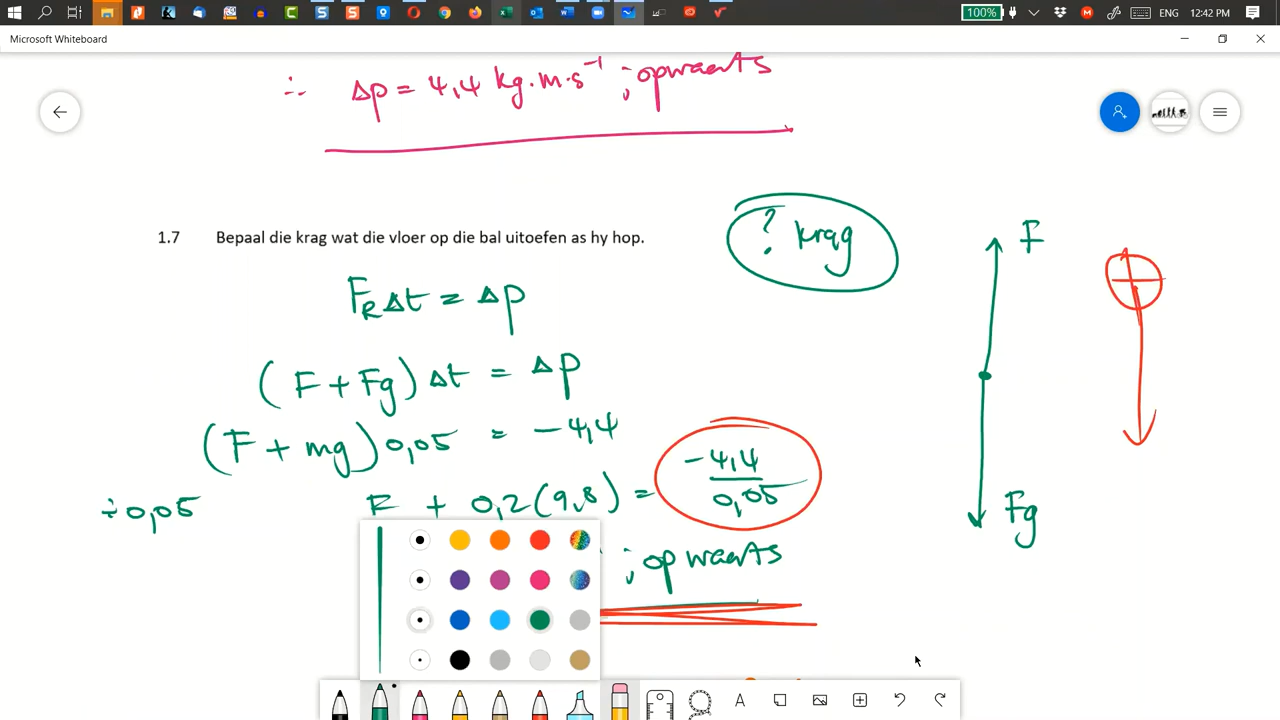 100% ENG 12:42 PM
Microsoft Whiteboard
∴ Δp = 4,4 kg.m.s⁻¹ ; opwaarts
1.7 Bepaal die krag wat die vloer op die bal uitoefen as hy hop.
? krag
F
F_R Δt = Δp
(F + Fg) Δt = Δp
(F + mg) 0,05 = -4,4
÷0,05 F + 0,2(9,8) = -4,4/0,05
Fg
; opwaarts
A